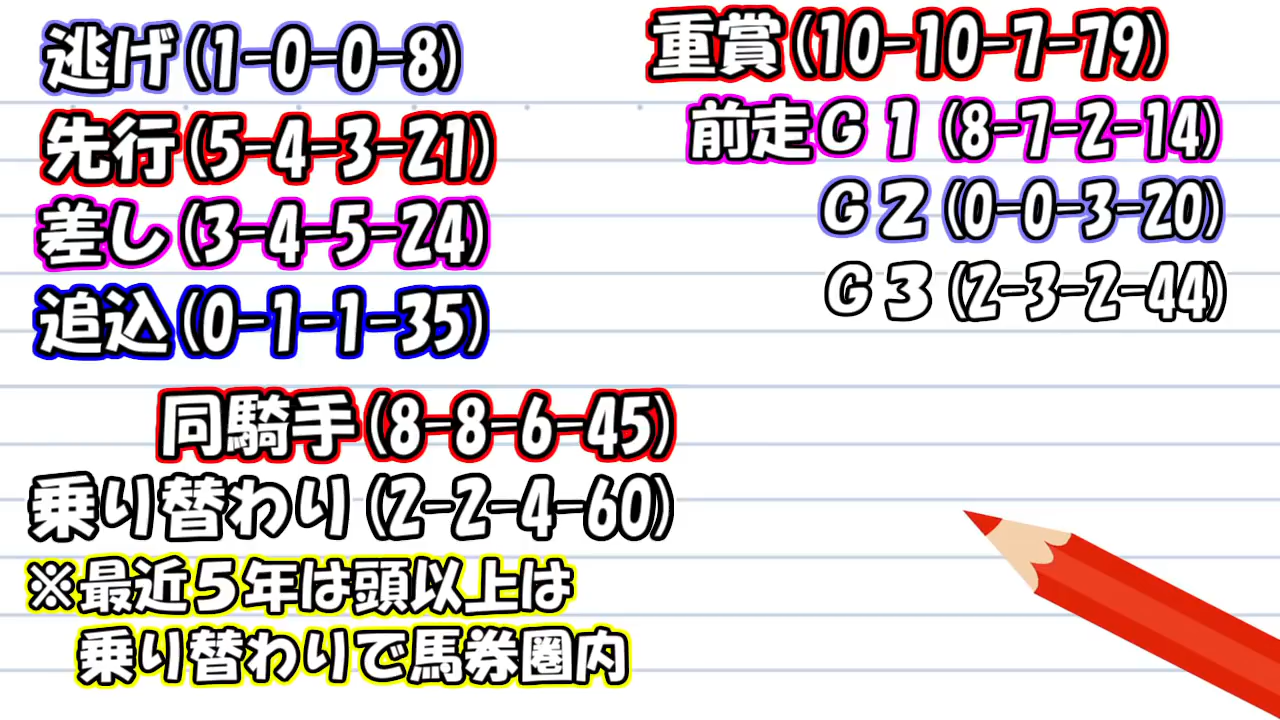 逃げ(1-0-0-8)
先行(5-4-3-21)
差し(3-4-5-24)
追込(0-1-1-35)
同騎手(8-8-6-45)
乗り替わり(2-2-4-60)
※最近５年は頭以上は
乗り替わりで馬券圏内
重賞(10-10-7-79)
前走Ｇ１(8-7-2-14)
Ｇ２(0-0-3-20)
Ｇ３(2-3-2-44)